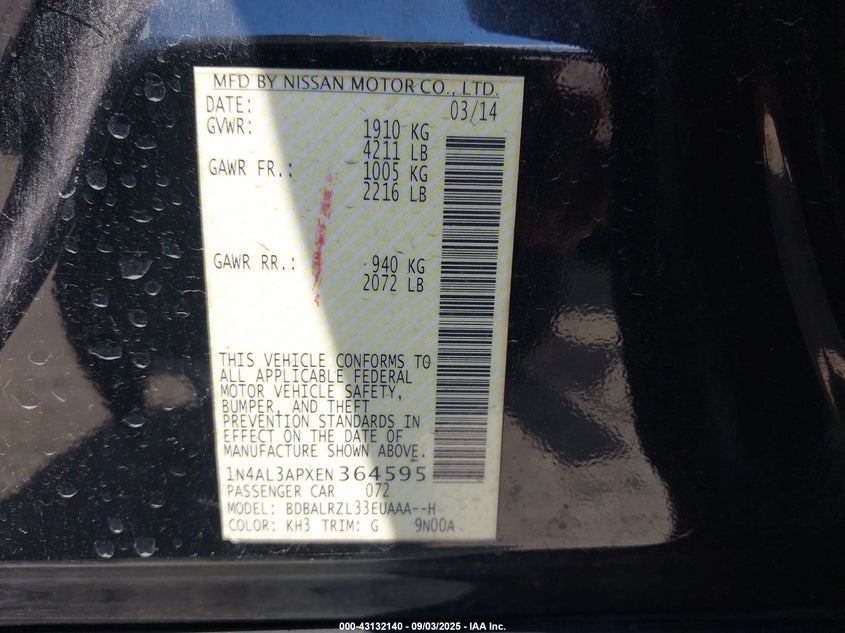 MFD BY NISSAN MOTOR CO., LTD.
DATE: 03/14
GVWR: 1910 KG
4211 LB
GAWR FR.: 1005 KG
2216 LB
GAWR RR.: 940 KG
2072 LB
THIS VEHICLE CONFORMS TO
ALL APPLICABLE FEDERAL
MOTOR VEHICLE SAFETY,
BUMPER, AND THEFT
PREVENTION STANDARDS IN
EFFECT ON THE DATE OF
MANUFACTURE SHOWN ABOVE.
1N4AL3APXEN364595
PASSENGER CAR 072
MODEL: BDBALRZL33EUAAA--H
COLOR: KH3 TRIM: G 9N00A
000-43132140 - 09/03/2025 - IAA Inc.